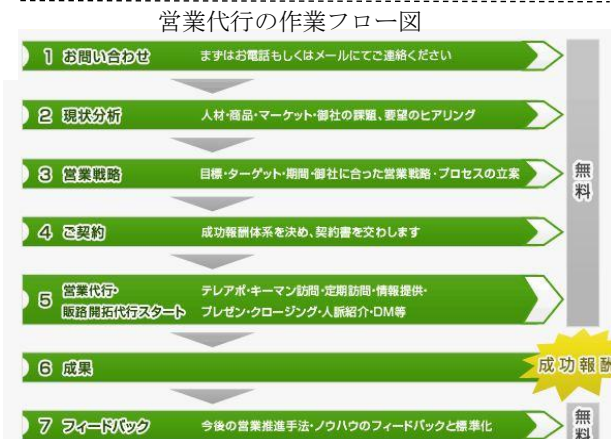 営業代行の作業フロー図
1 お問い合わせ まずはお電話もしくはメールにてご連絡ください
2 現状分析 人材・商品・マーケット・御社の課題、要望のヒアリング
3 営業戦略 目標・ターゲット・期間・御社に合った営業戦略・プロセスの立案
無料
4 ご契約 成功報酬体系を決め、契約書を交わします
5 営業代行・
販路開拓代行スタート
テレアポ・キーマン訪問・定期訪問・情報提供・
プレゼン・クロージング・人脈紹介・DM等
6 成果
成功報酬
7 フィードバック 今後の営業推進手法・ノウハウのフィードバックと標準化
無料